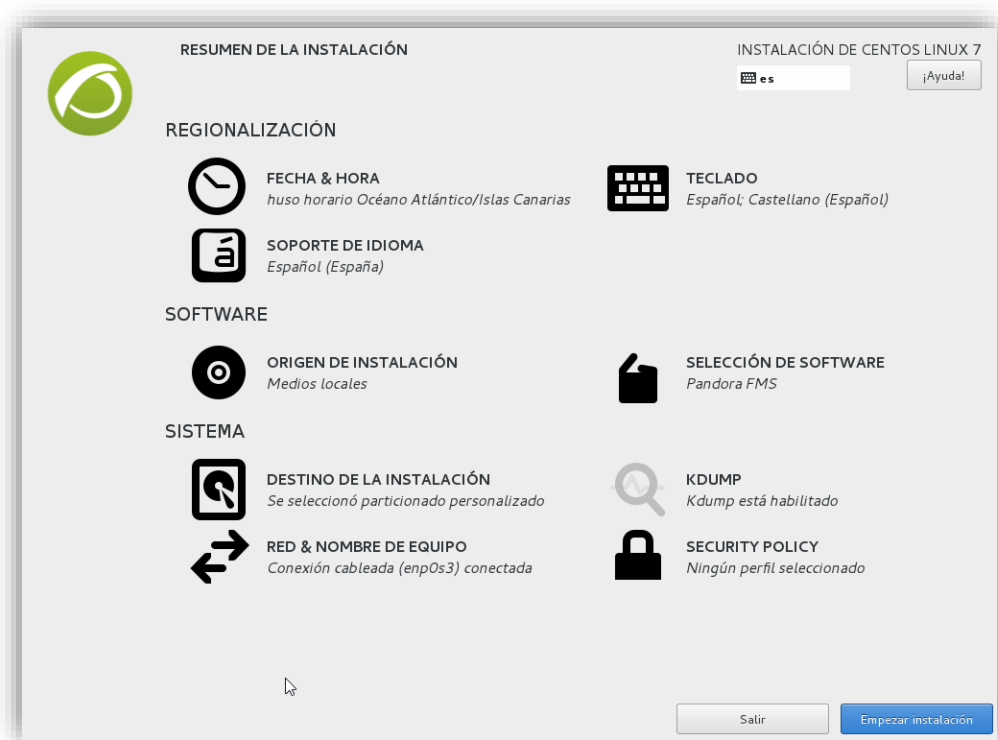 RESUMEN DE LA INSTALACIÓN
INSTALACIÓN DE CENTOS LINUX 7
es
¡Ayuda!
REGIONALIZACIÓN
FECHA & HORA
huso horario Océano Atlántico/Islas Canarias
TECLADO
Español; Castellano (Español)
SOPORTE DE IDIOMA
Español (España)
SOFTWARE
ORIGEN DE INSTALACIÓN
Medios locales
SELECCIÓN DE SOFTWARE
Pandora FMS
SISTEMA
DESTINO DE LA INSTALACIÓN
Se seleccionó particionado personalizado
KDUMP
Kdump está habilitado
RED & NOMBRE DE EQUIPO
Conexión cableada (enp0s3) conectada
SECURITY POLICY
Ningún perfil seleccionado
Salir
Empezar instalación